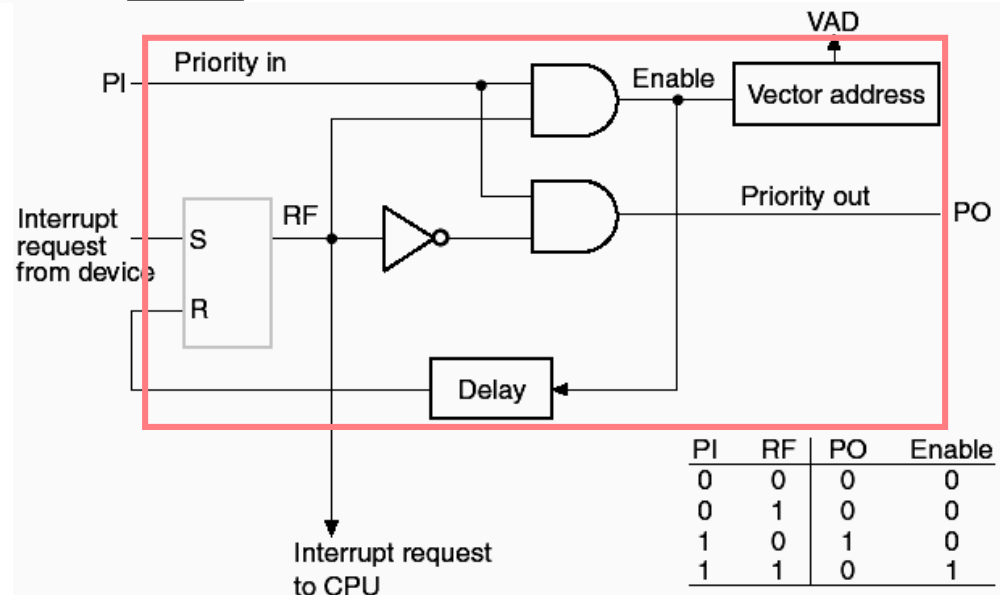 VAD
PI
Priority in
Enable
Vector address
Priority out
PO
Interrupt
request
from device
S
RF
R
Delay
PI RF PO Enable
0 0 0 0
0 1 0 0
1 0 1 0
1 1 0 1
Interrupt request
to CPU